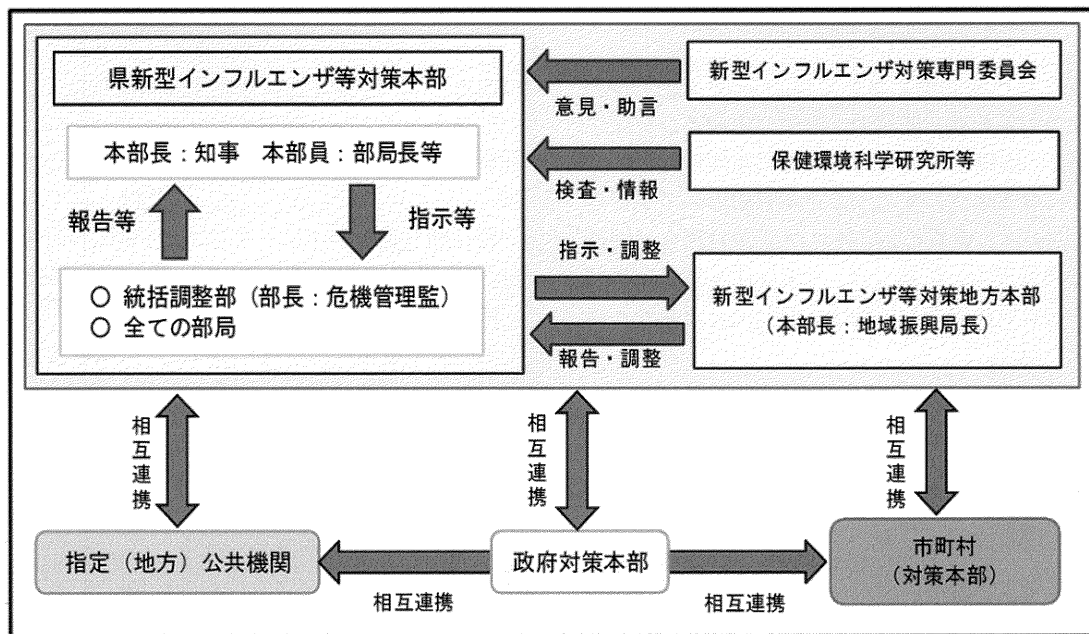 県新型インフルエンザ等対策本部
本部長：知事　本部員：部局長等
報告等
指示等
〇 統括調整部（部長：危機管理監）
〇 全ての部局
新型インフルエンザ対策専門委員会
意見・助言
保健環境科学研究所等
検査・情報
指示・調整
新型インフルエンザ等対策地方本部
（本部長：地域振興局長）
報告・調整
相互連携
相互連携
相互連携
指定（地方）公共機関
政府対策本部
市町村
（対策本部）
相互連携
相互連携